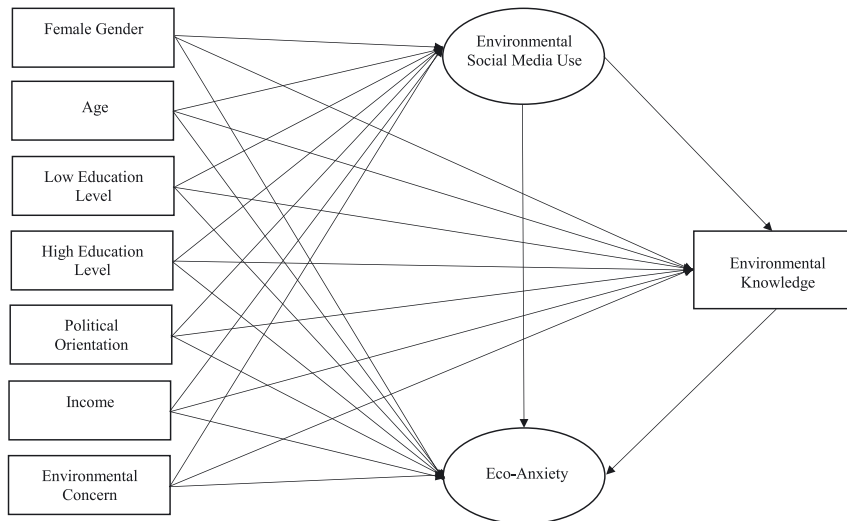 Female Gender
Age
Low Education
Level
High Education
Level
Political
Orientation
Income
Environmental
Concern
Environmental
Social Media Use
Eco-Anxiety
Environmental
Knowledge